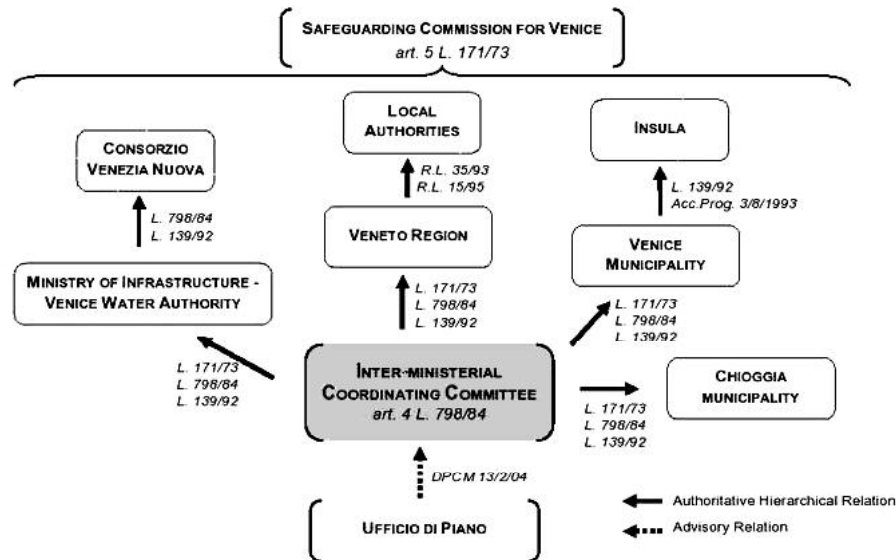 SAFEGUARDING COMMISSION FOR VENICE
art. 5 L. 171/73
LOCAL
AUTHORITIES
INSULA
CONSORZIO
VENEZIA NUOVA
R.L. 35/93
R.L. 15/95
L. 139/92
Acc.Prog. 3/8/1993
L. 798/84
L. 139/92
VENETO REGION
VENICE
MUNICIPALITY
MINISTRY OF INFRASTRUCTURE -
VENICE WATER AUTHORITY
L. 171/73
L. 798/84
L. 139/92
L. 171/73
L. 798/84
L. 139/92
L. 171/73
L. 798/84
L. 139/92
INTER-MINISTERIAL
COORDINATING COMMITTEE
art. 4 L. 798/84
CHIOGGIA
MUNICIPALITY
L. 171/73
L. 798/84
L. 139/92
DPCM 13/2/04
UFFICIO DI PIANO
Authoritative Hierarchical Relation
Advisory Relation